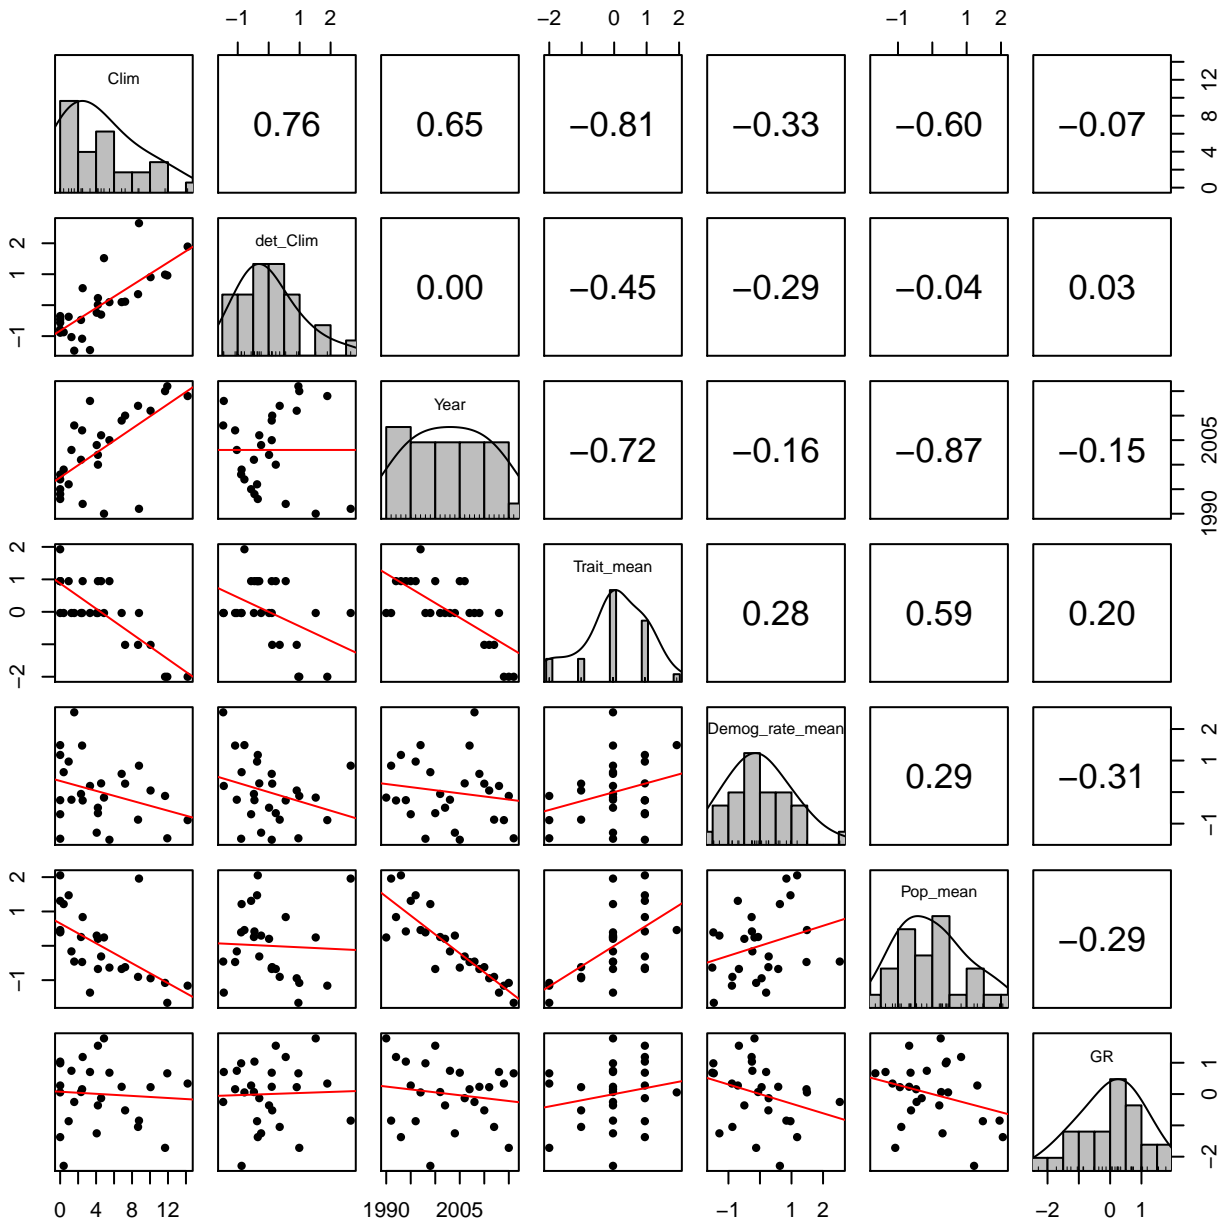 −1 1 2 −2 0 1 2 −1 1 2
Clim 0.76 0.65 −0.81 −0.33 −0.60 −0.07 0 4 8 12
−1 1 2 det_Clim 0.00 −0.45 −0.29 −0.04 0.03
Year −0.72 −0.16 −0.87 −0.15 1990 2005
−2 0 1 2 Trait_mean 0.28 0.59 0.20
Demog_rate_mean 0.29 −0.31 −1 1 2
−1 1 2 Pop_mean −0.29
GR −2 0 1
0 4 8 12 1990 2005 −1 1 2 −2 0 1